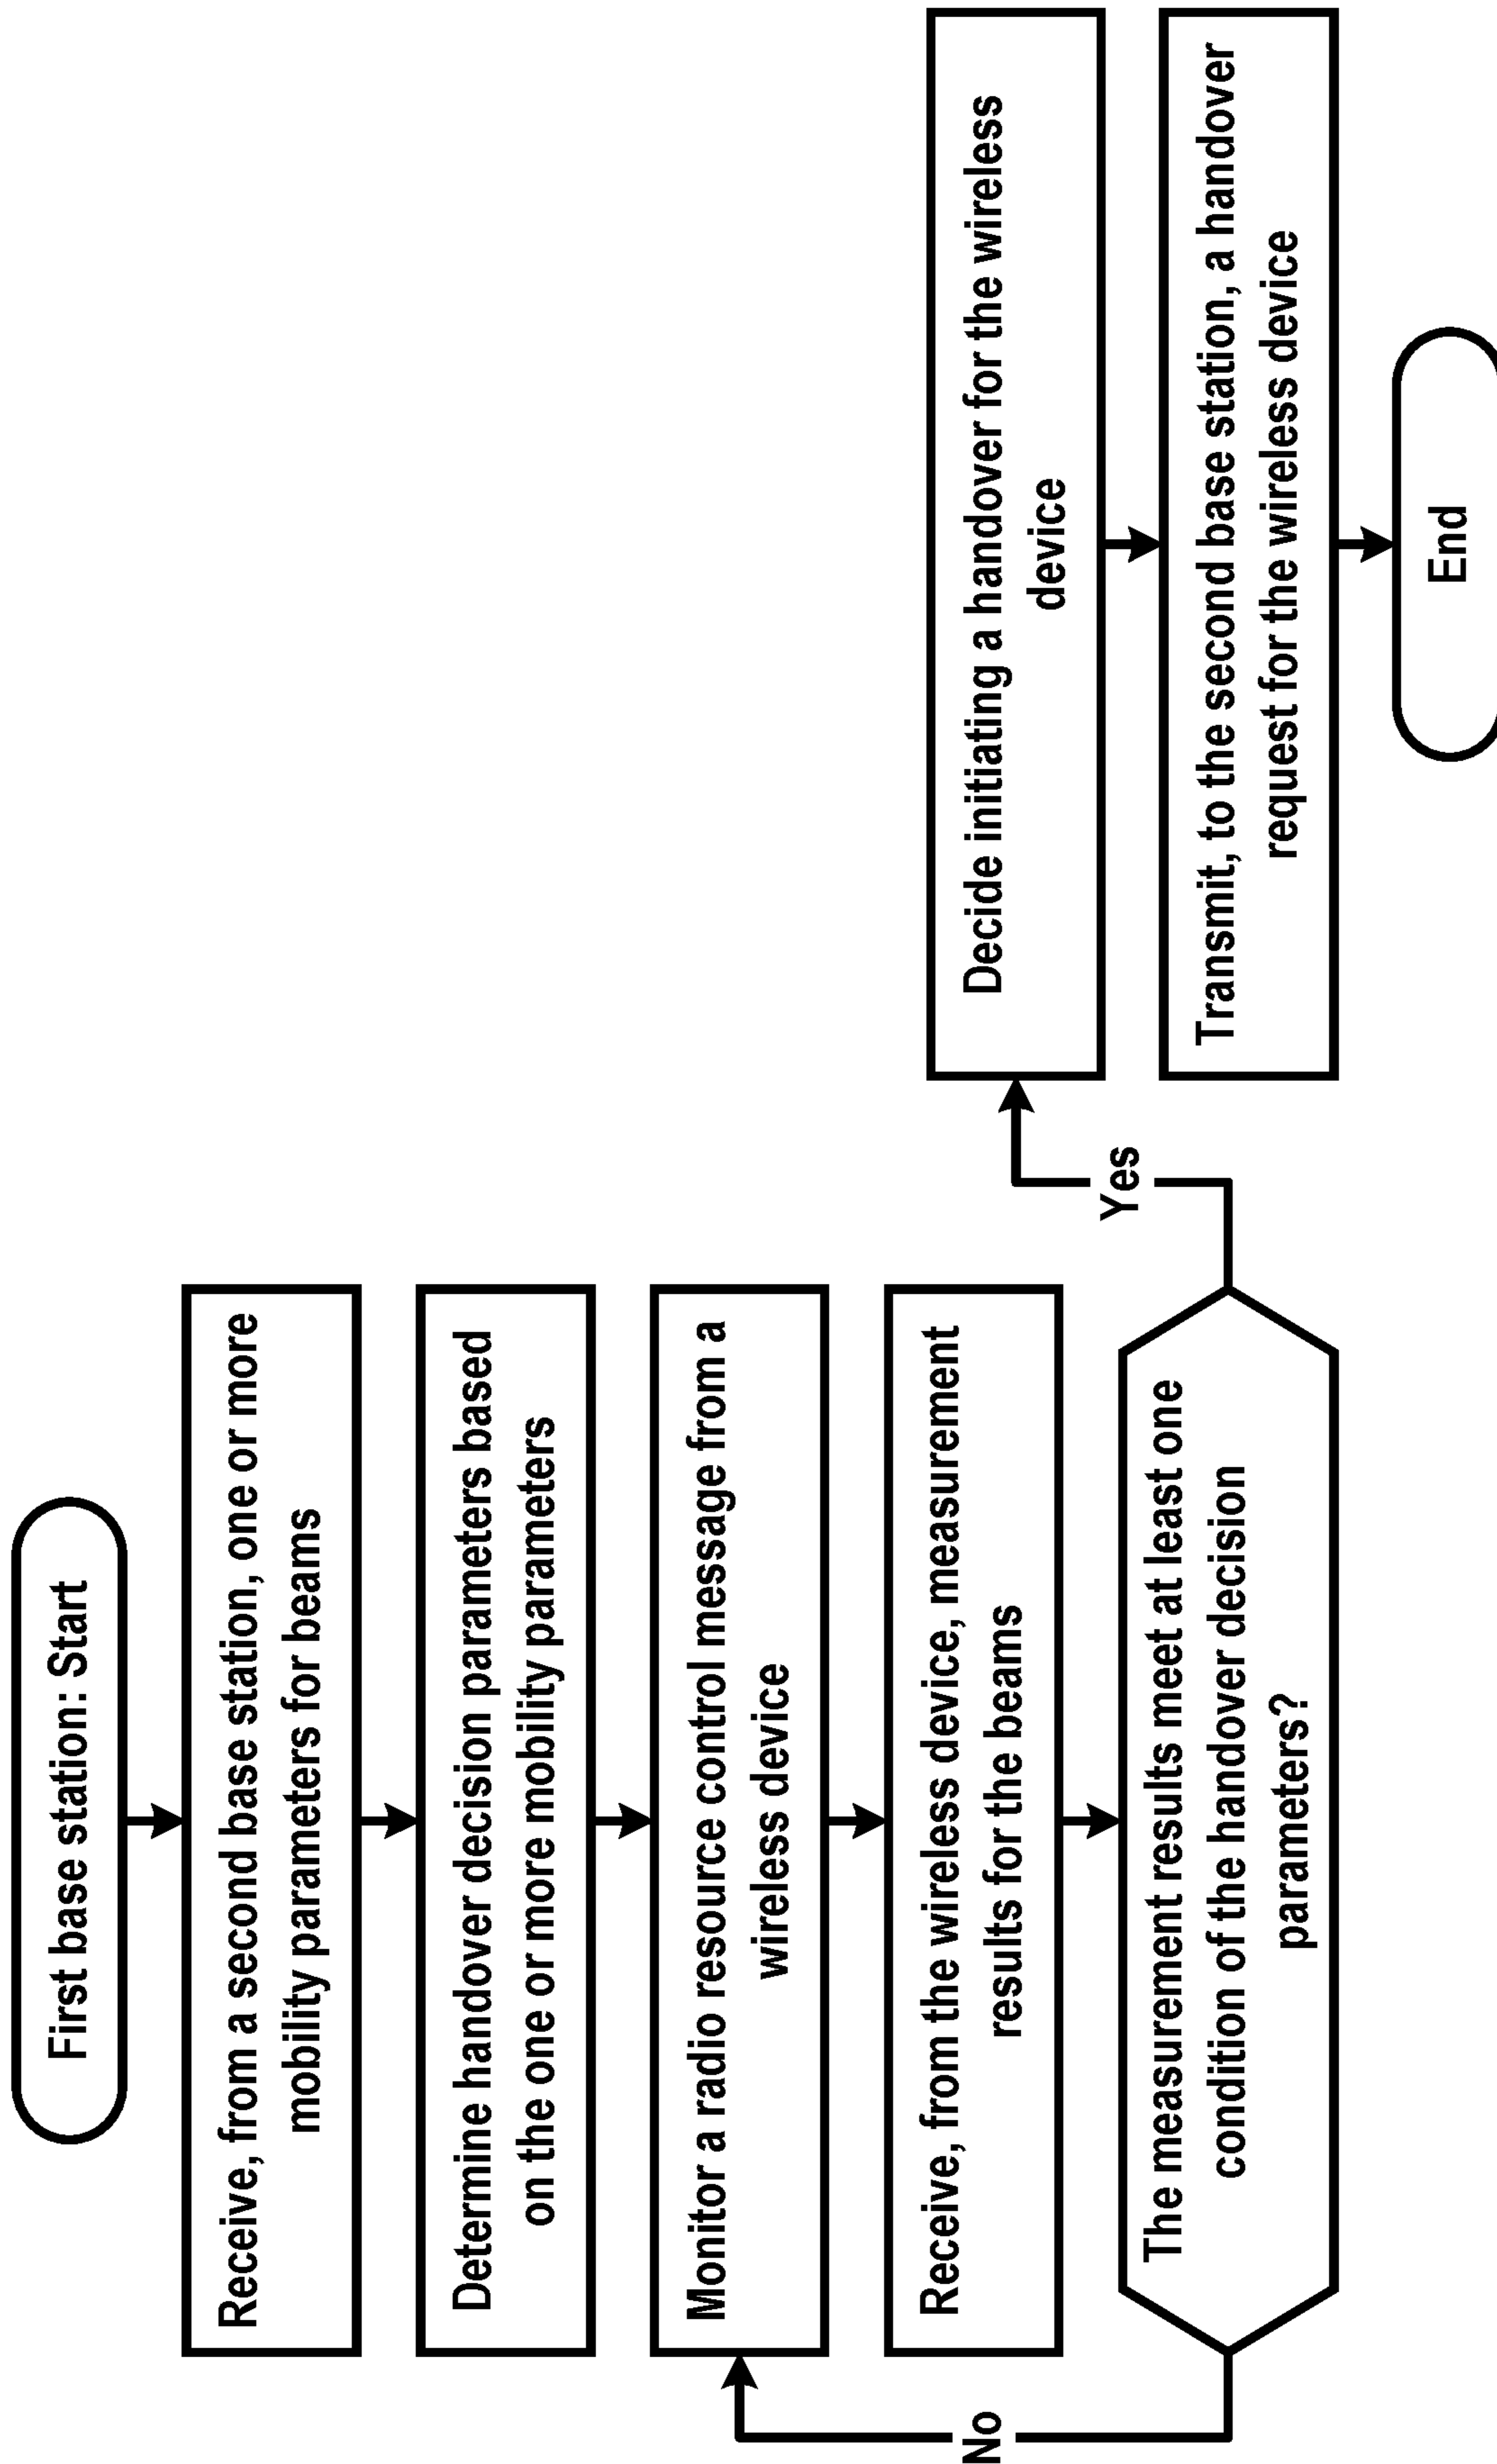 First base station: Start
Receive, from a second base station, one or more
mobility parameters for beams
Determine handover decision parameters based
on the one or more mobility parameters
Monitor a radio resource control message from a
wireless device
Receive, from the wireless device, measurement
results for the beams
The measurement results meet at least one
condition of the handover decision
parameters?
No
Yes
Decide initiating a handover for the wireless
device
Transmit, to the second base station, a handover
request for the wireless device
End